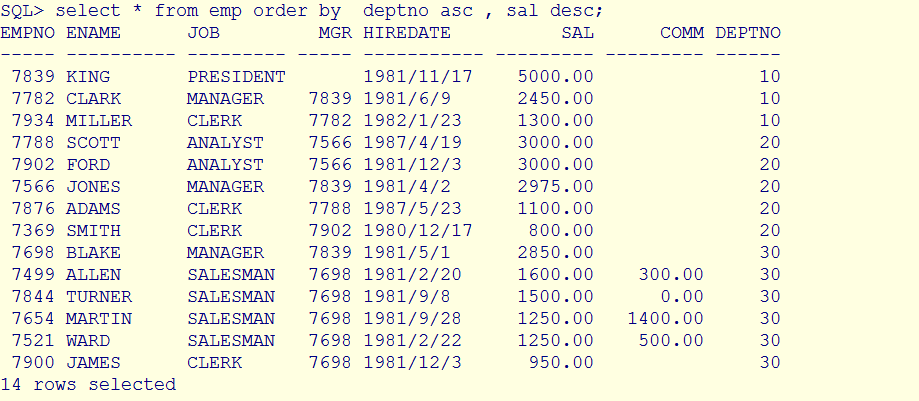 SQL> select * from emp order by  deptno asc , sal desc;
EMPNO ENAME      JOB         MGR HIREDATE          SAL      COMM DEPTNO
----- ---------- --------- ----- ----------- --------- --------- ------
 7839 KING       PRESIDENT       1981/11/17    5000.00               10
 7782 CLARK      MANAGER    7839 1981/6/9      2450.00               10
 7934 MILLER     CLERK      7782 1982/1/23     1300.00               10
 7788 SCOTT      ANALYST    7566 1987/4/19     3000.00               20
 7902 FORD       ANALYST    7566 1981/12/3     3000.00               20
 7566 JONES      MANAGER    7839 1981/4/2      2975.00               20
 7876 ADAMS      CLERK      7788 1987/5/23     1100.00               20
 7369 SMITH      CLERK      7902 1980/12/17     800.00               20
 7698 BLAKE      MANAGER    7839 1981/5/1      2850.00               30
 7499 ALLEN      SALESMAN   7698 1981/2/20     1600.00    300.00     30
 7844 TURNER     SALESMAN   7698 1981/9/8      1500.00      0.00     30
 7654 MARTIN     SALESMAN   7698 1981/9/28     1250.00   1400.00     30
 7521 WARD       SALESMAN   7698 1981/2/22     1250.00    500.00     30
 7900 JAMES      CLERK      7698 1981/12/3      950.00               30
14 rows selected